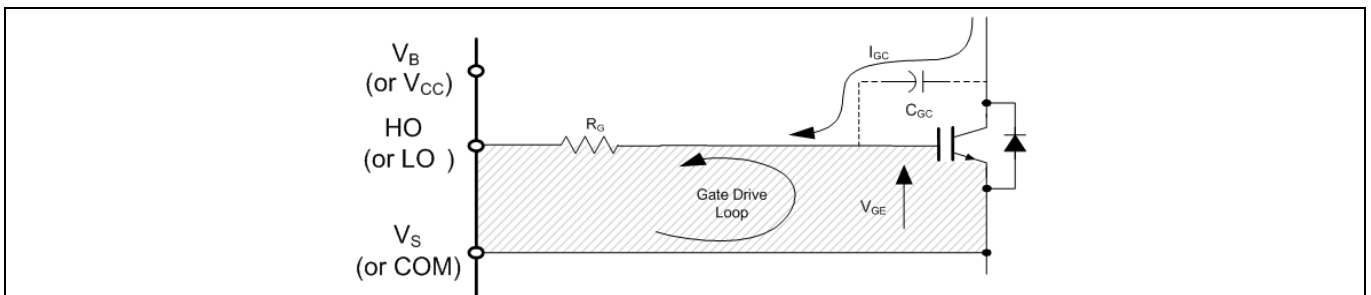 V_B
(or V_CC)
HO
(or LO )
V_S
(or COM)
R_G
I_GC
C_GC
Gate Drive
Loop
V_GE